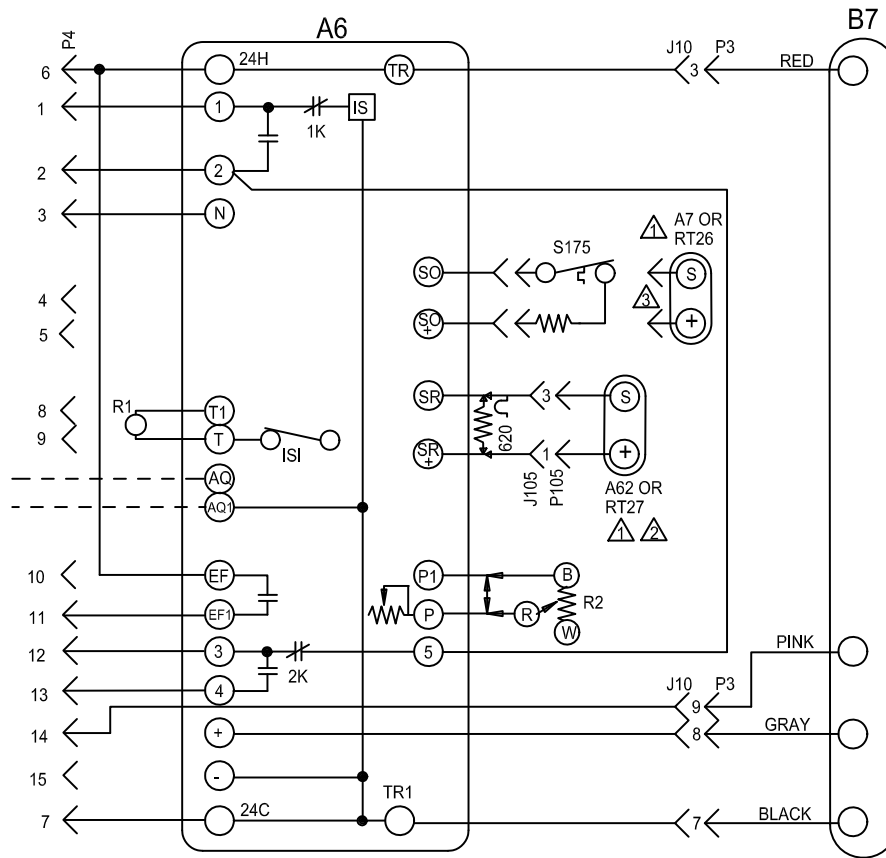 A6
B7
P4
J10 P3
6 24H TR 3 RED
1 1 1K IS
2 2
3 N
A7 OR
RT26
1
S175
SO S
4
3
5 SO + +
8 R1 T1 SR 3 S
9 T ISI SR + 620 1 +
J105 P105
A62 OR
RT27
1 2
AQ
AQ1
10 EF P1 B
11 EF1 P R R2
W
12 3 2K 5 PINK
13 4 J10 P3
9
14 + 8 GRAY
15 -
TR1
7 24C 7 BLACK